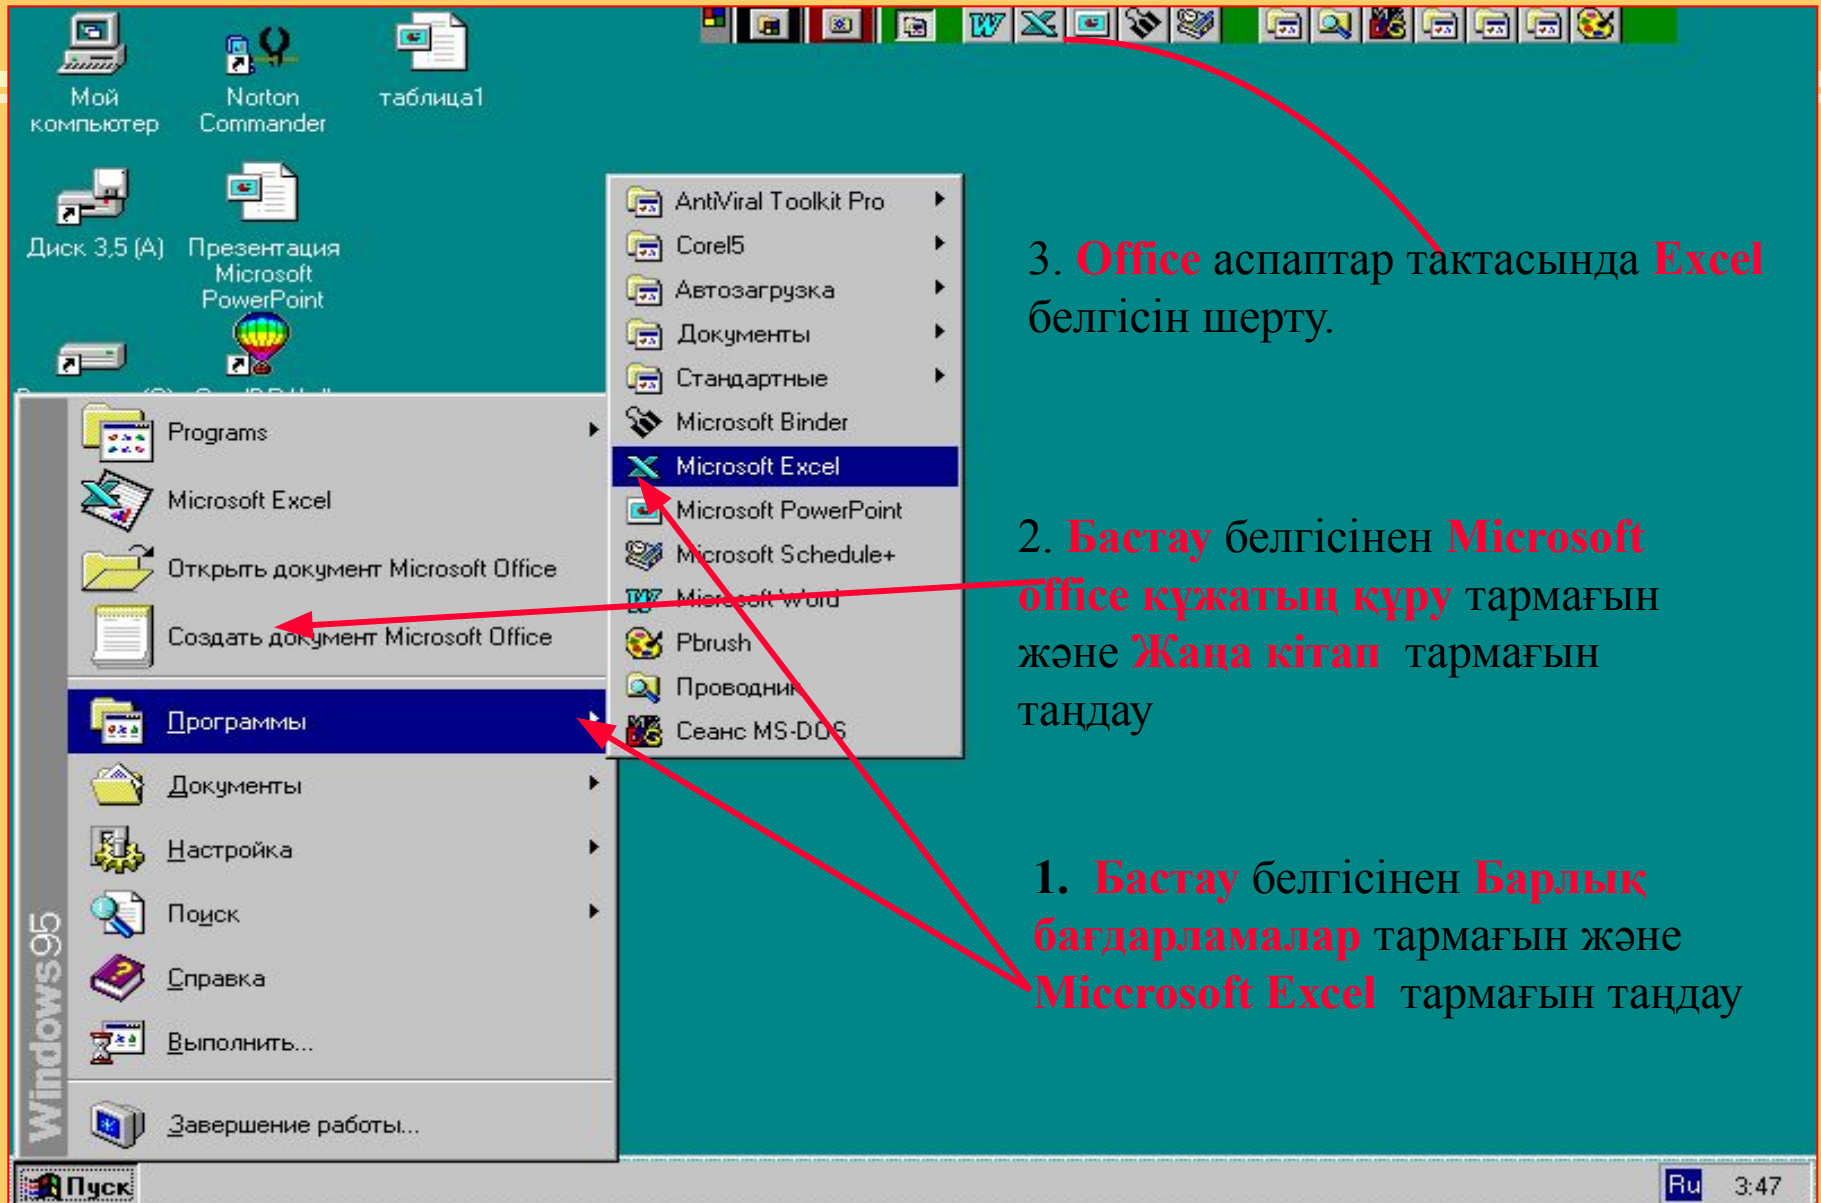 Мой
компьютер
Norton
Commander
таблица1
Диск 3,5 (A)
Презентация
Microsoft
PowerPoint
AntiViral Toolkit Pro
Corel5
Автозагрузка
Документы
Стандартные
Microsoft Binder
Microsoft Excel
Microsoft PowerPoint
Microsoft Schedule+
Microsoft Word
Pbrush
Проводник
Сеанс MS-DOS
Programs
Microsoft Excel
Открыть документ Microsoft Office
Создать документ Microsoft Office
Программы
Документы
Настройка
Поиск
Справка
Выполнить...
Завершение работы...
Windows95
Пуск
3. Office аспаптар тактасында Excel
белгісін шерту.
2. Бастау белгісінен Microsoft
office құжатың құру тармағын
және Жаңа кітап тармағын
таңдау
1. Бастау белгісінен Барлық
бағдарламалар тармағын және
Miccrosoft Excel тармағын таңдау
Ru 3:47